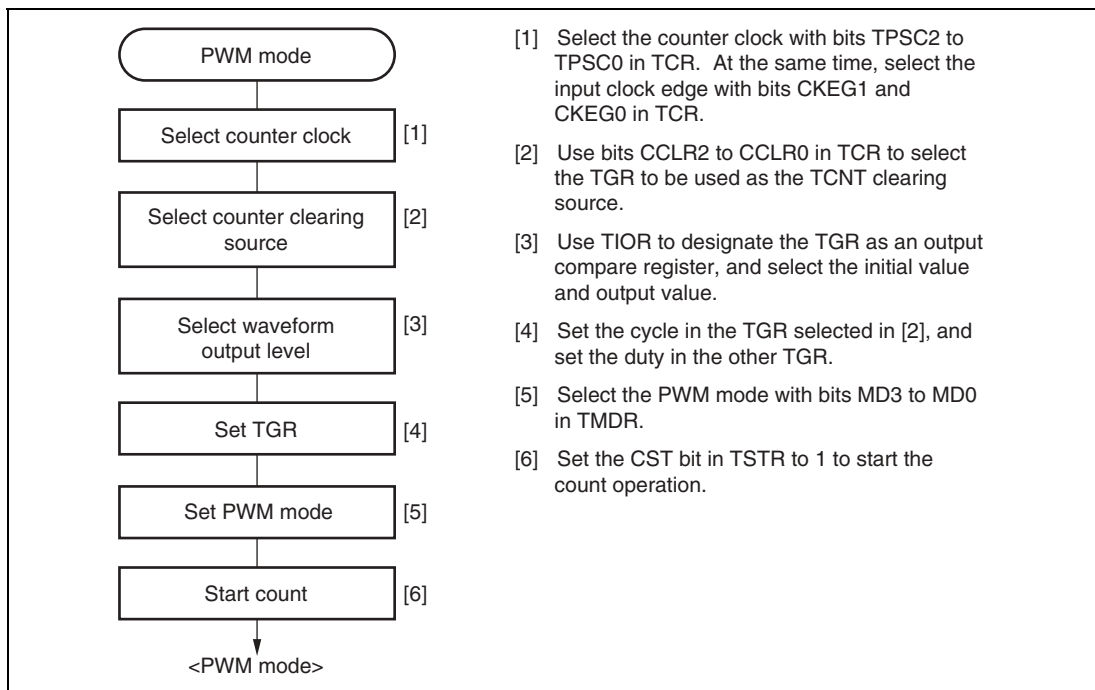 PWM mode
Select counter clock [1]
Select counter clearing [2]
source
Select waveform [3]
output level
Set TGR [4]
Set PWM mode [5]
Start count [6]
<PWM mode>
[1] Select the counter clock with bits TPSC2 to
TPSC0 in TCR. At the same time, select the
input clock edge with bits CKEG1 and
CKEG0 in TCR.
[2] Use bits CCLR2 to CCLR0 in TCR to select
the TGR to be used as the TCNT clearing
source.
[3] Use TIOR to designate the TGR as an output
compare register, and select the initial value
and output value.
[4] Set the cycle in the TGR selected in [2], and
set the duty in the other TGR.
[5] Select the PWM mode with bits MD3 to MD0
in TMDR.
[6] Set the CST bit in TSTR to 1 to start the
count operation.